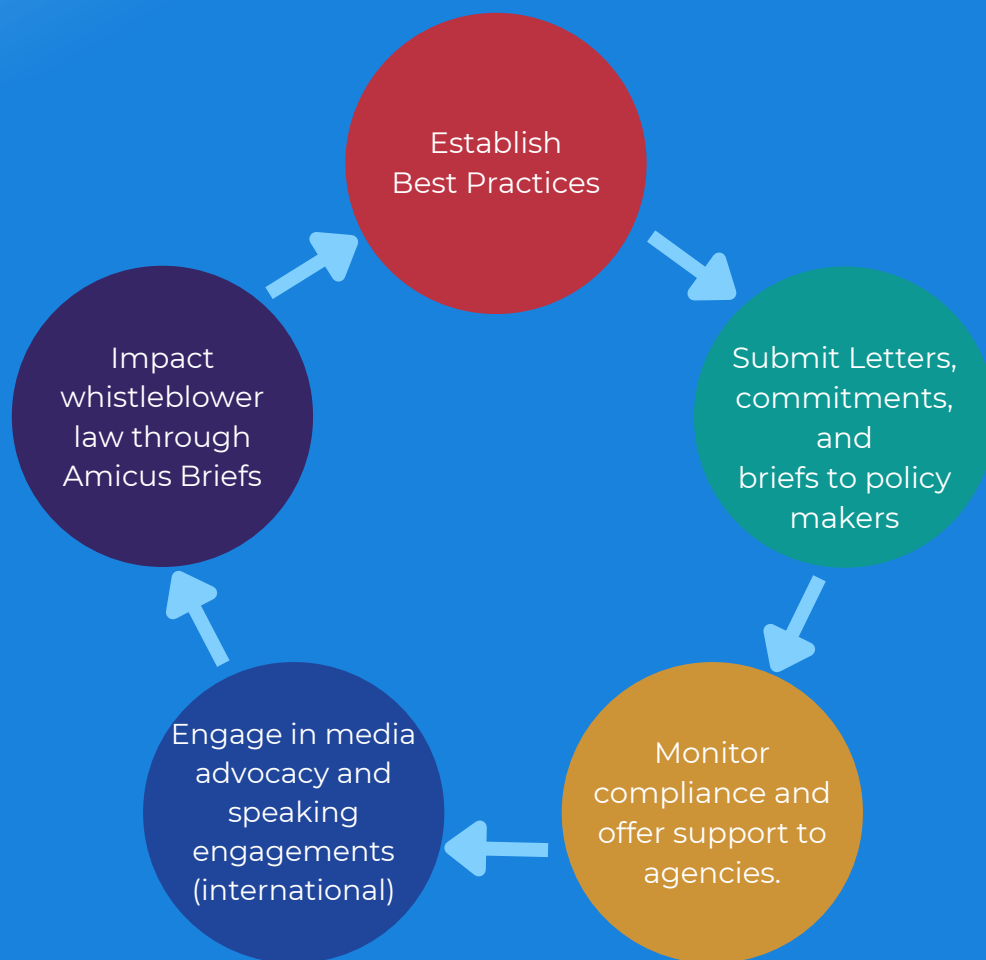 Establish
Best Practices
Submit Letters,
commitments,
and
briefs to policy
makers
Monitor
compliance and
offer support to
agencies.
Engage in media
advocacy and
speaking
engagements
(international)
Impact
whistleblower
law through
Amicus Briefs